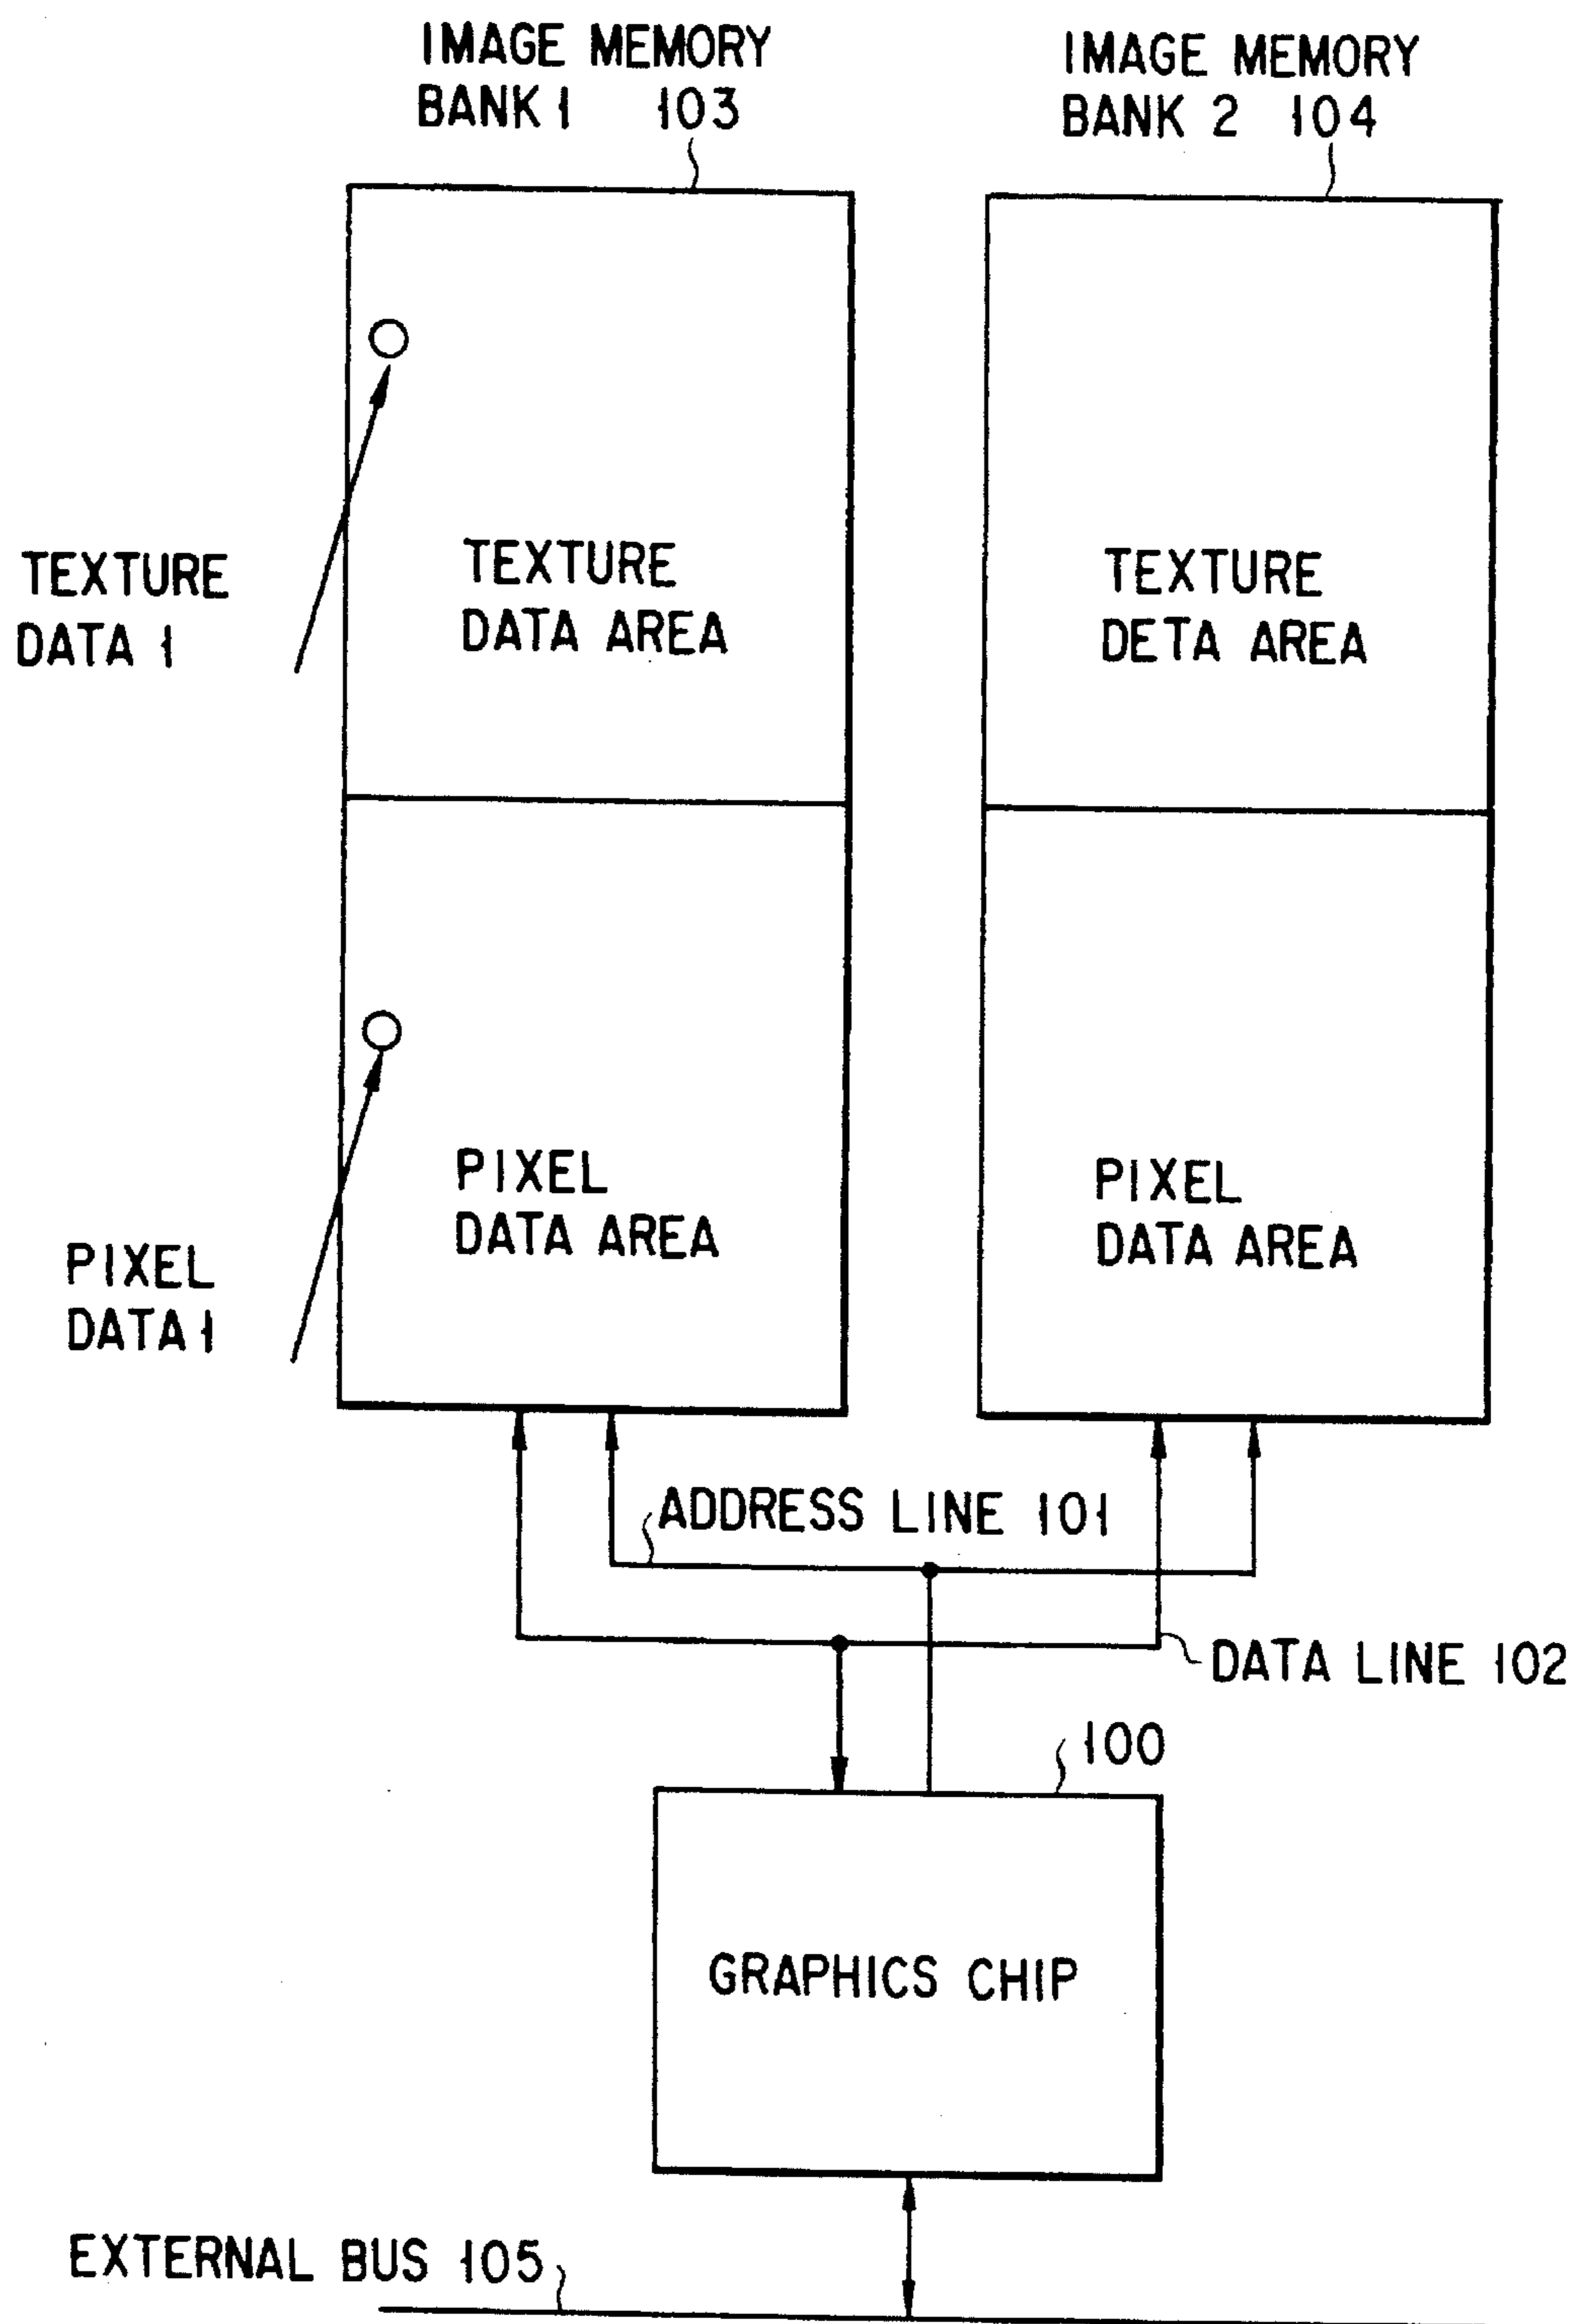 IMAGE MEMORY
BANK 1 103
IMAGE MEMORY
BANK 2 104
TEXTURE
DATA 1
TEXTURE
DATA AREA
TEXTURE
DETA AREA
PIXEL
DATA 1
PIXEL
DATA AREA
PIXEL
DATA AREA
ADDRESS LINE 101
DATA LINE 102
100
GRAPHICS CHIP
EXTERNAL BUS 105